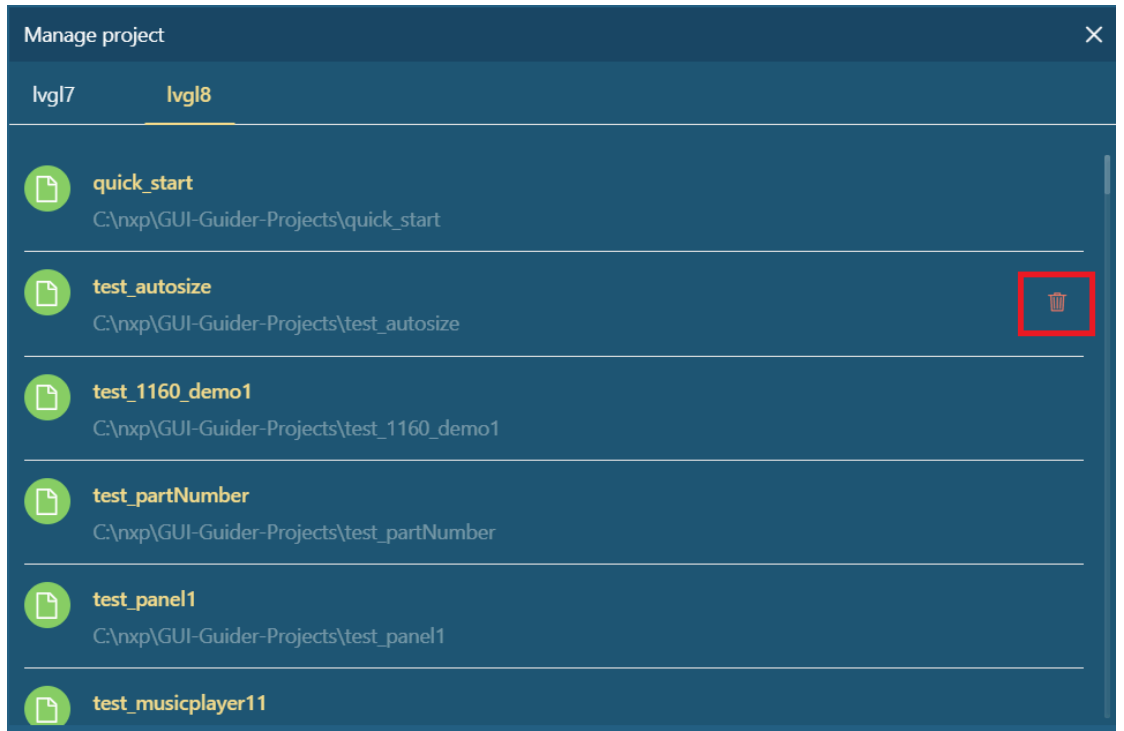 Manage project
lvgl7 lvgl8
quick_start
C:\nxp\GUI-Guider-Projects\quick_start
test_autosize
C:\nxp\GUI-Guider-Projects\test_autosize
test_1160_demo1
C:\nxp\GUI-Guider-Projects\test_1160_demo1
test_partNumber
C:\nxp\GUI-Guider-Projects\test_partNumber
test_panel1
C:\nxp\GUI-Guider-Projects\test_panel1
test_musicplayer11